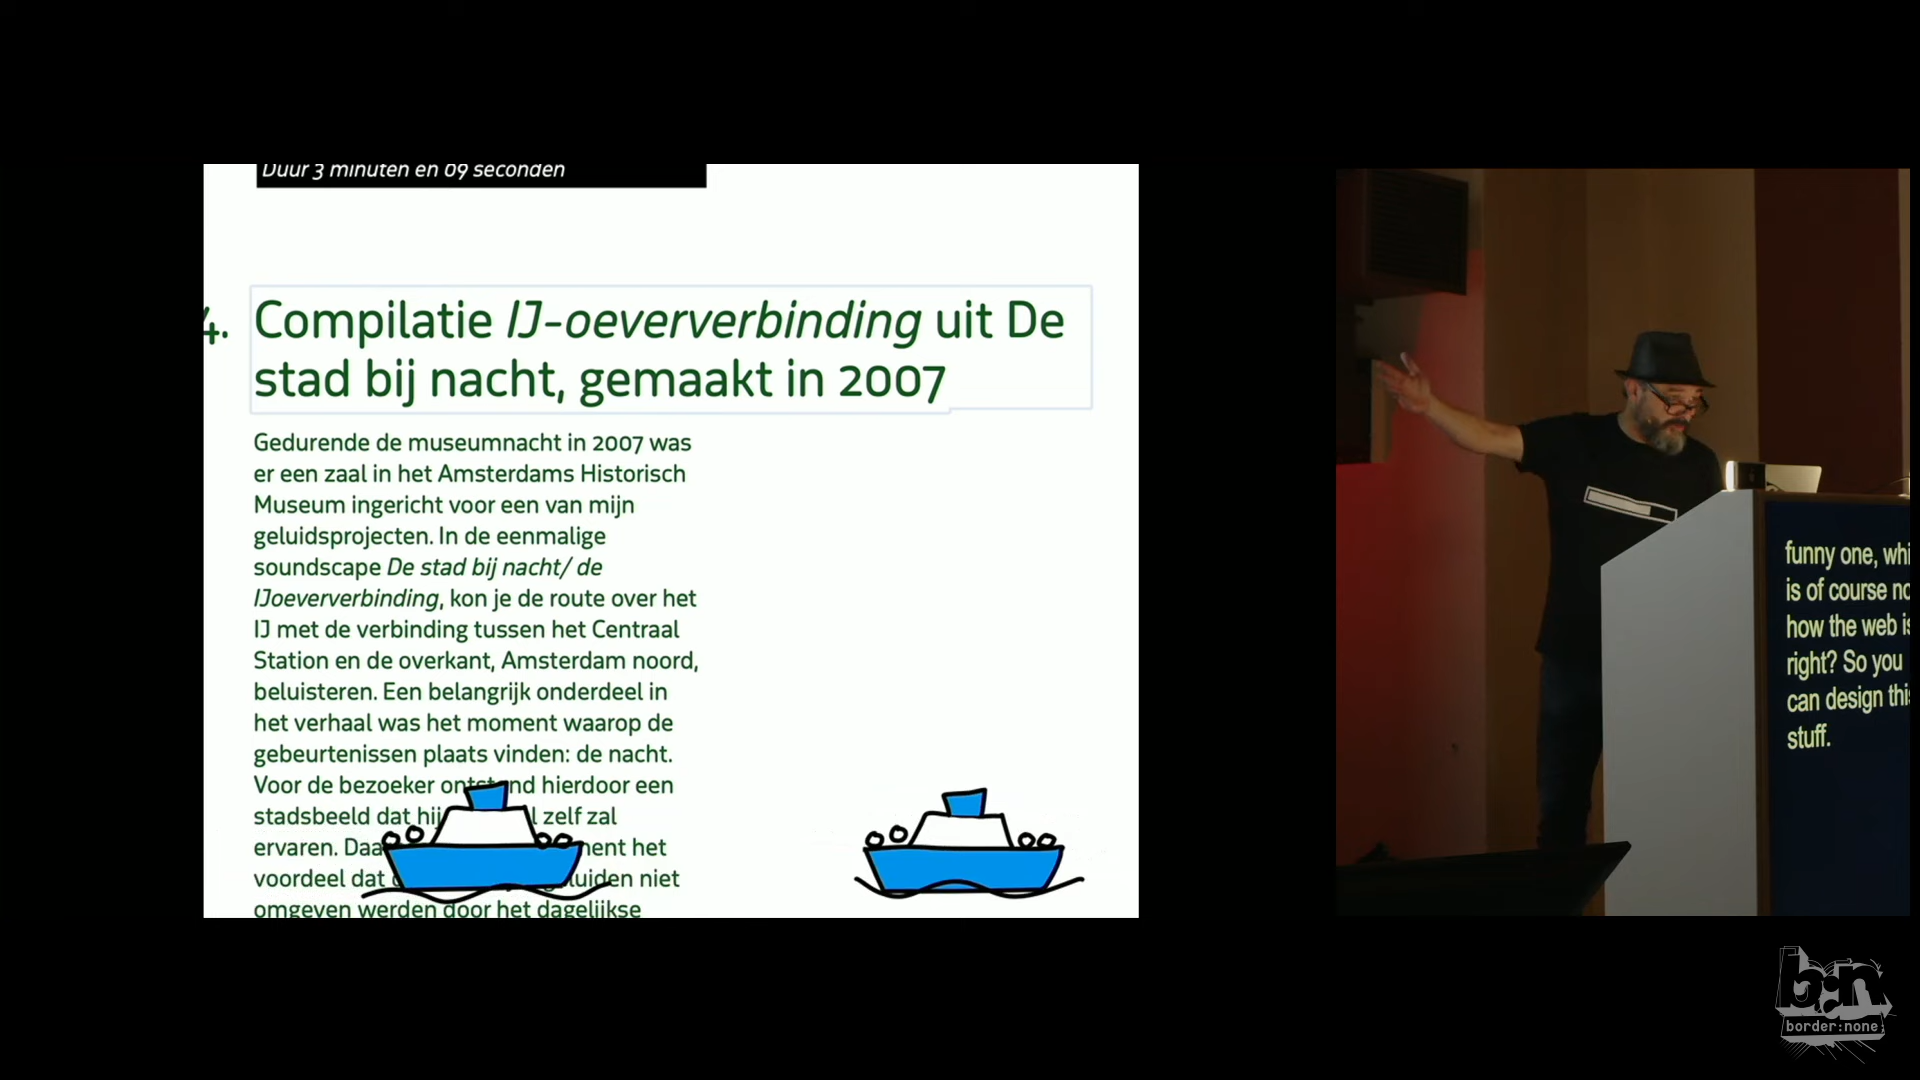 Duur 3 minuten en 09 seconden
4. Compilatie IJ-oeververbinding uit De
stad bij nacht, gemaakt in 2007
Gedurende de museumnacht in 2007 was
er een zaal in het Amsterdams Historisch
Museum ingericht voor een van mijn
geluidsprojecten. In de eenmalige
soundscape De stad bij nacht/ de
IJoeververbinding, kon je de route over het
IJ met de verbinding tussen het Centraal
Station en de overkant, Amsterdam noord,
beluisteren. Een belangrijk onderdeel in
het verhaal was het moment waarop de
gebeurtenissen plaats vinden: de nacht.
Voor de bezoeker hierdoor een
stadsbeeld dat hij zelf zal
ervaren. het
voordeel dat niet
omgeven werden door het dagelijkse
funny one,
is of course
how the web
right? So you
can design
stuff.
b:n
border:none;